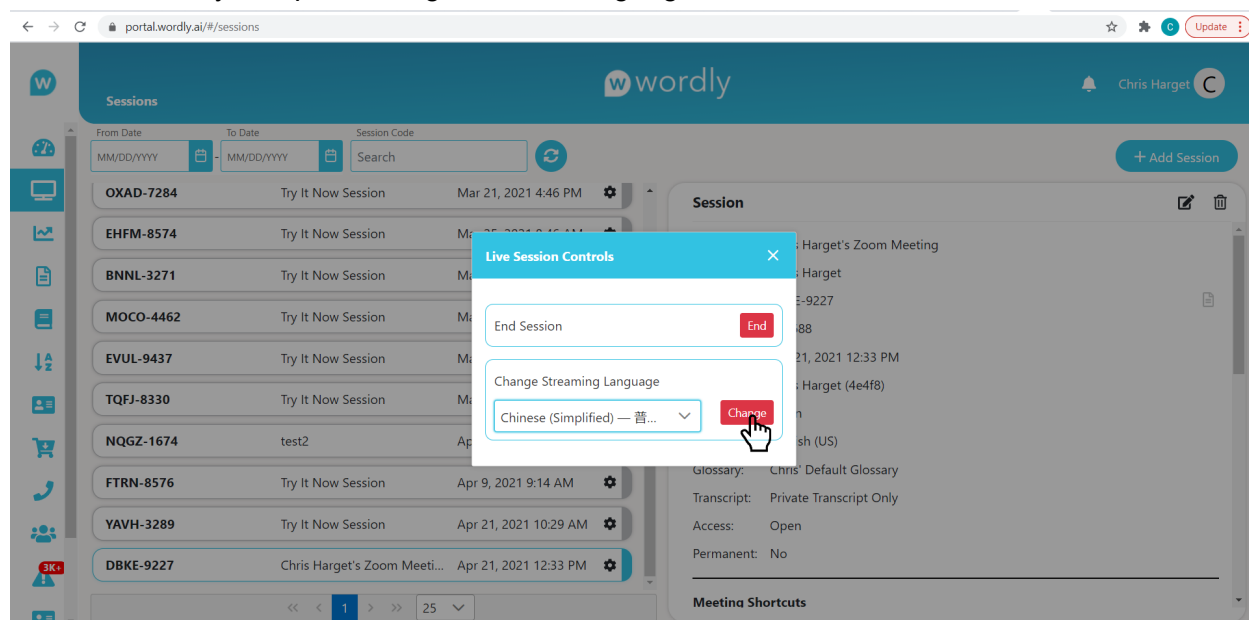 portal.wordly.ai/#/sessions
C
Update
w
w wordly
Sessions
Chris Harget C
From Date To Date Session Code
MM/DD/YYYY - MM/DD/YYYY Search
+ Add Session
OXAD-7284 Try It Now Session Mar 21, 2021 4:46 PM
EHFM-8574 Try It Now Session
BNNL-3271 Try It Now Session
MOCO-4462 Try It Now Session
EVUL-9437 Try It Now Session
TQFJ-8330 Try It Now Session
NQGZ-1674 test2
FTRN-8576 Try It Now Session Apr 9, 2021 9:14 AM
YAVH-3289 Try It Now Session Apr 21, 2021 10:29 AM
DBKE-9227 Chris Harget's Zoom Meeti... Apr 21, 2021 12:33 PM
3K+
<< < 1 > >> 25
Live Session Controls
End Session End
Change Streaming Language
Chinese (Simplified) — 普... Change
Session
Harget's Zoom Meeting
Harget
-9227
88
21, 2021 12:33 PM
Harget (4e4f8)
sh (US)
Glossary: Chris' Default Glossary
Transcript: Private Transcript Only
Access: Open
Permanent: No
Meeting Shortcuts